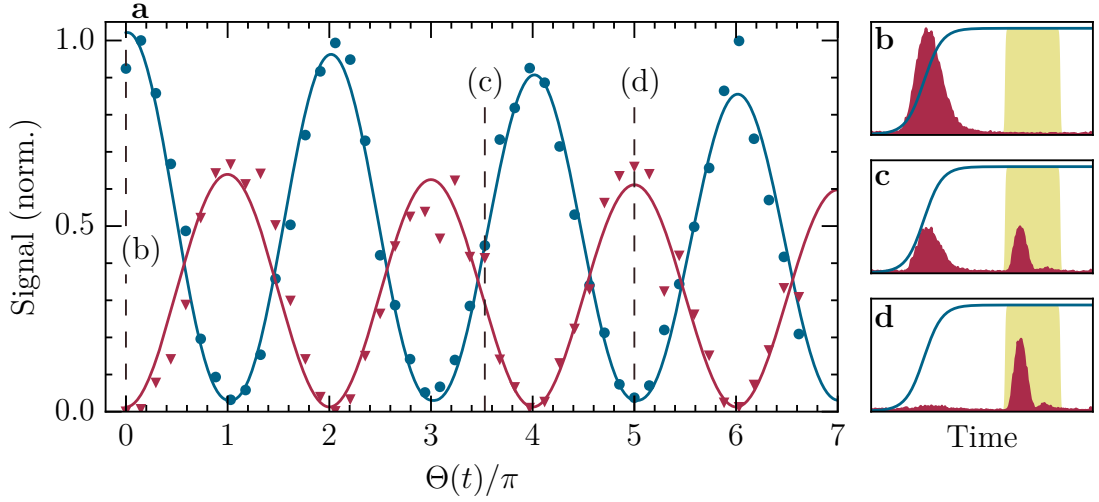 a
Signal (norm.)
1.0
0.5
0.0
(b)
(c)
(d)
0 1 2 3 4 5 6 7
Θ(t)/π
b
c
d
Time